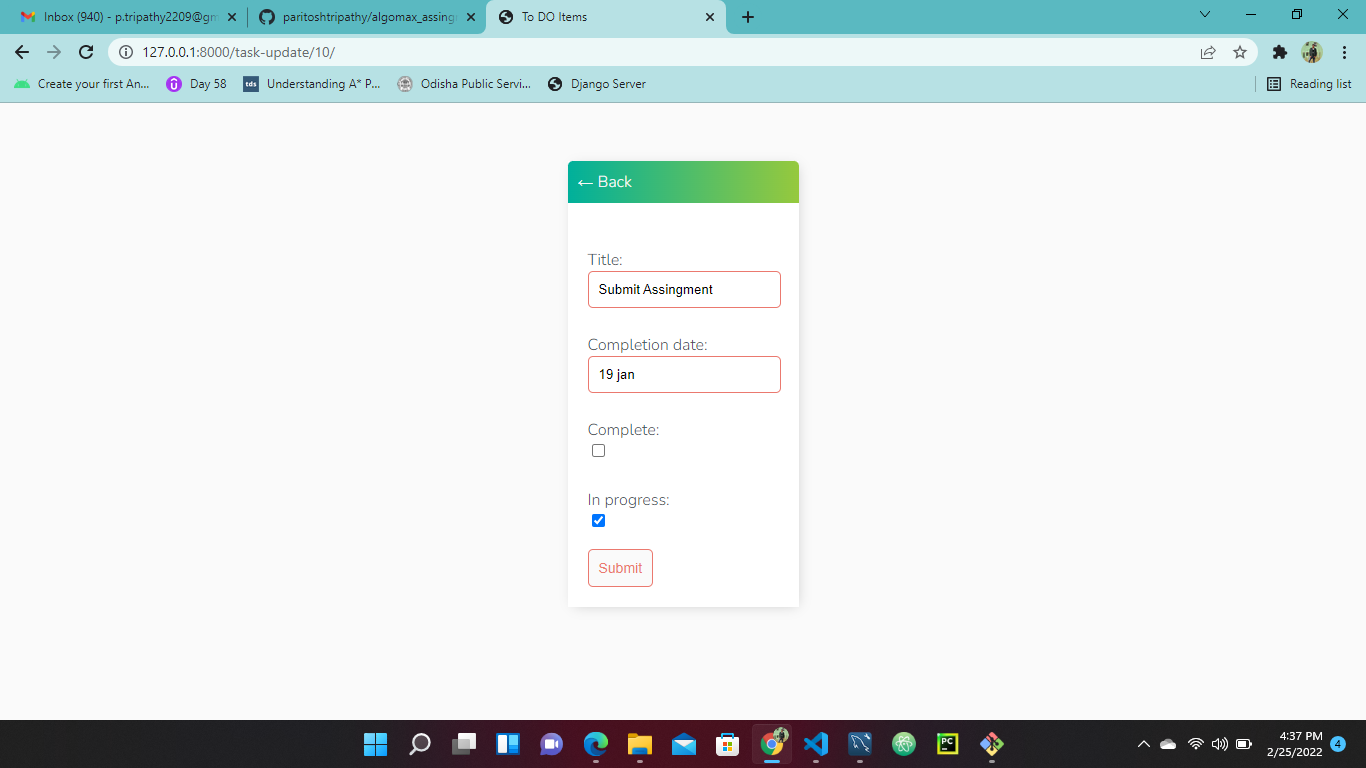 Inbox (940) - p.tripathy2209@gm
paritoshtripathy/algomax_assing
To DO Items
127.0.0.1:8000/task-update/10/
Create your first An...
Day 58
tds
Understanding A* P...
Odisha Public Servi...
Django Server
Reading list
← Back
Title:
Submit Assingment
Completion date:
19 jan
Complete:
In progress:
Submit
PC
4:37 PM
2/25/2022
4